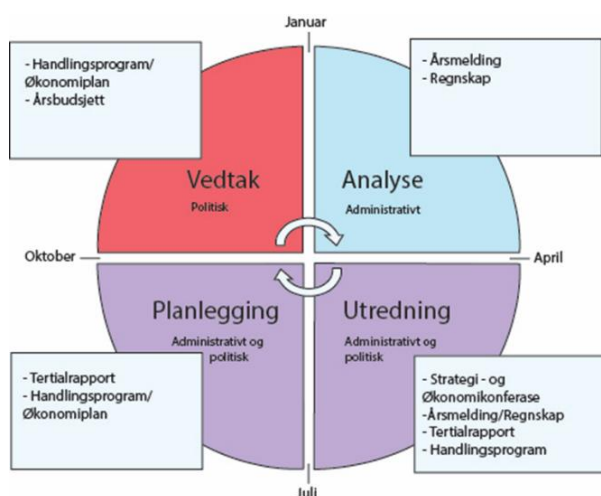 Januar
- Handlingsprogram/
Økonomiplan
- Årsbudsjett
- Årsmelding
- Regnskap
Vedtak
Politisk
Analyse
Administrativt
Oktober
April
Planlegging
Administrativt og
politisk
Utredning
Administrativt og
politisk
- Tertialrapport
- Handlingsprogram/
Økonomiplan
- Strategi - og
Økonomikonferase
-Årsmelding/Regnskap
- Tertialrapport
- Handlingsprogram
Juli